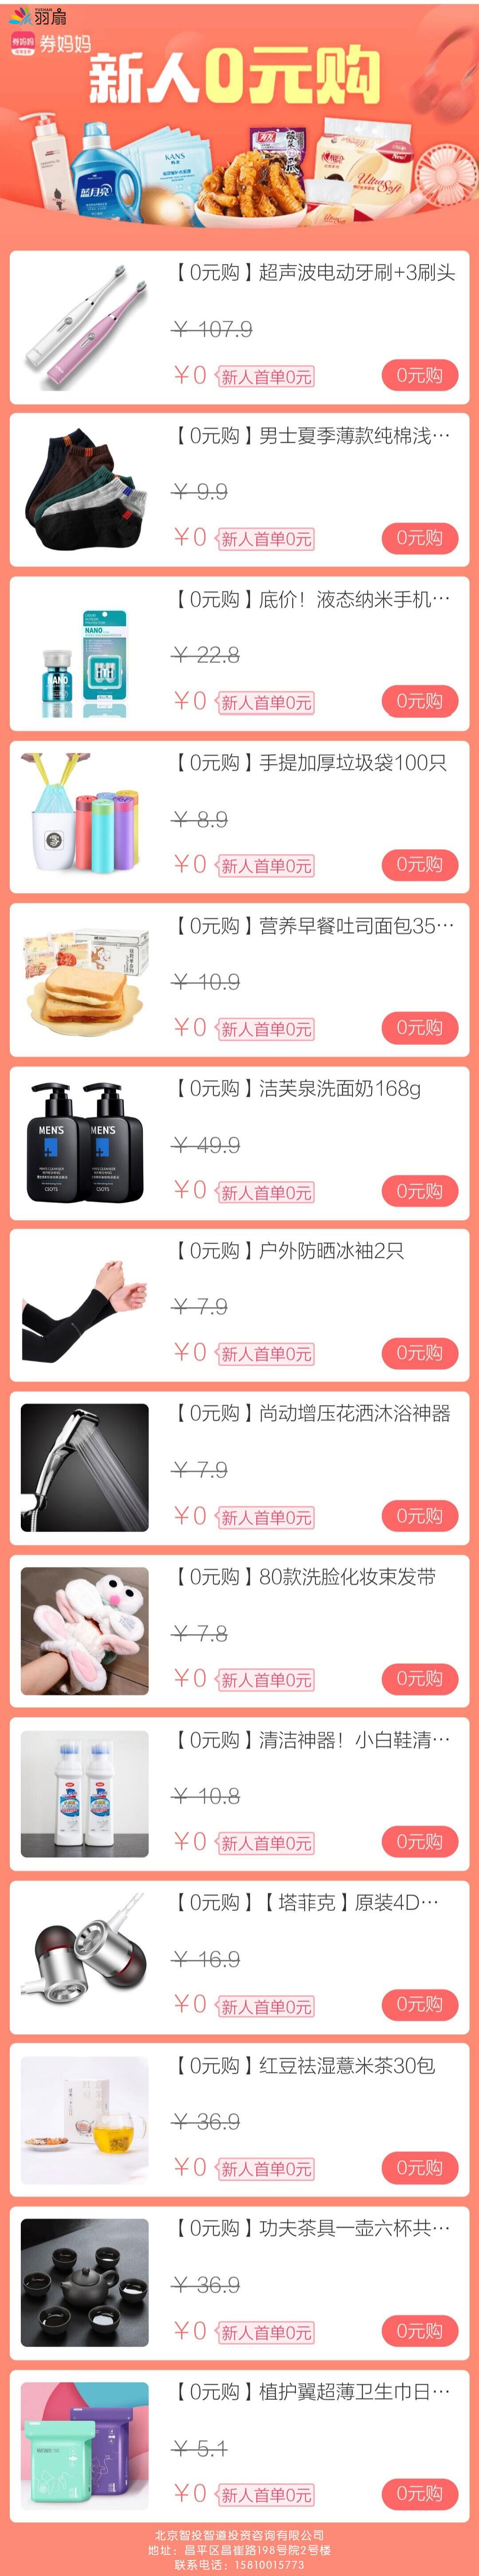 YUSHAN
羽扇
券妈妈
券妈妈
新人0元购
蓝月亮
KANS
New!
Ultra Soft
Ultra Soft
【0元购】超声波电动牙刷+3刷头
￥ 107.9
￥0 新人首单0元 0元购
【0元购】男士夏季薄款纯棉浅…
￥ 9.9
￥0 新人首单0元 0元购
【0元购】底价！液态纳米手机…
NANO
NANO
￥ 22.8
￥0 新人首单0元 0元购
【0元购】手提加厚垃圾袋100只
￥ 8.9
￥0 新人首单0元 0元购
【0元购】营养早餐吐司面包35…
￥ 10.9
￥0 新人首单0元 0元购
【0元购】洁芙泉洗面奶168g
MEN'S
MEN'S
CSOTS
CSOTS
￥ 49.9
￥0 新人首单0元 0元购
【0元购】户外防晒冰袖2只
￥ 7.9
￥0 新人首单0元 0元购
【0元购】尚动增压花洒沐浴神器
￥ 7.9
￥0 新人首单0元 0元购
【0元购】80款洗脸化妆束发带
￥ 7.8
￥0 新人首单0元 0元购
【0元购】清洁神器！小白鞋清…
￥ 10.8
￥0 新人首单0元 0元购
【0元购】【塔菲克】原装4D…
￥ 16.9
￥0 新人首单0元 0元购
【0元购】红豆祛湿薏米茶30包
￥ 36.9
￥0 新人首单0元 0元购
【0元购】功夫茶具一壶六杯共…
￥ 36.9
￥0 新人首单0元 0元购
【0元购】植护翼超薄卫生巾日…
￥ 5.1
￥0 新人首单0元 0元购
北京智投智道投资咨询有限公司
地址：昌平区昌崔路198号院2号楼
联系电话：15810015773